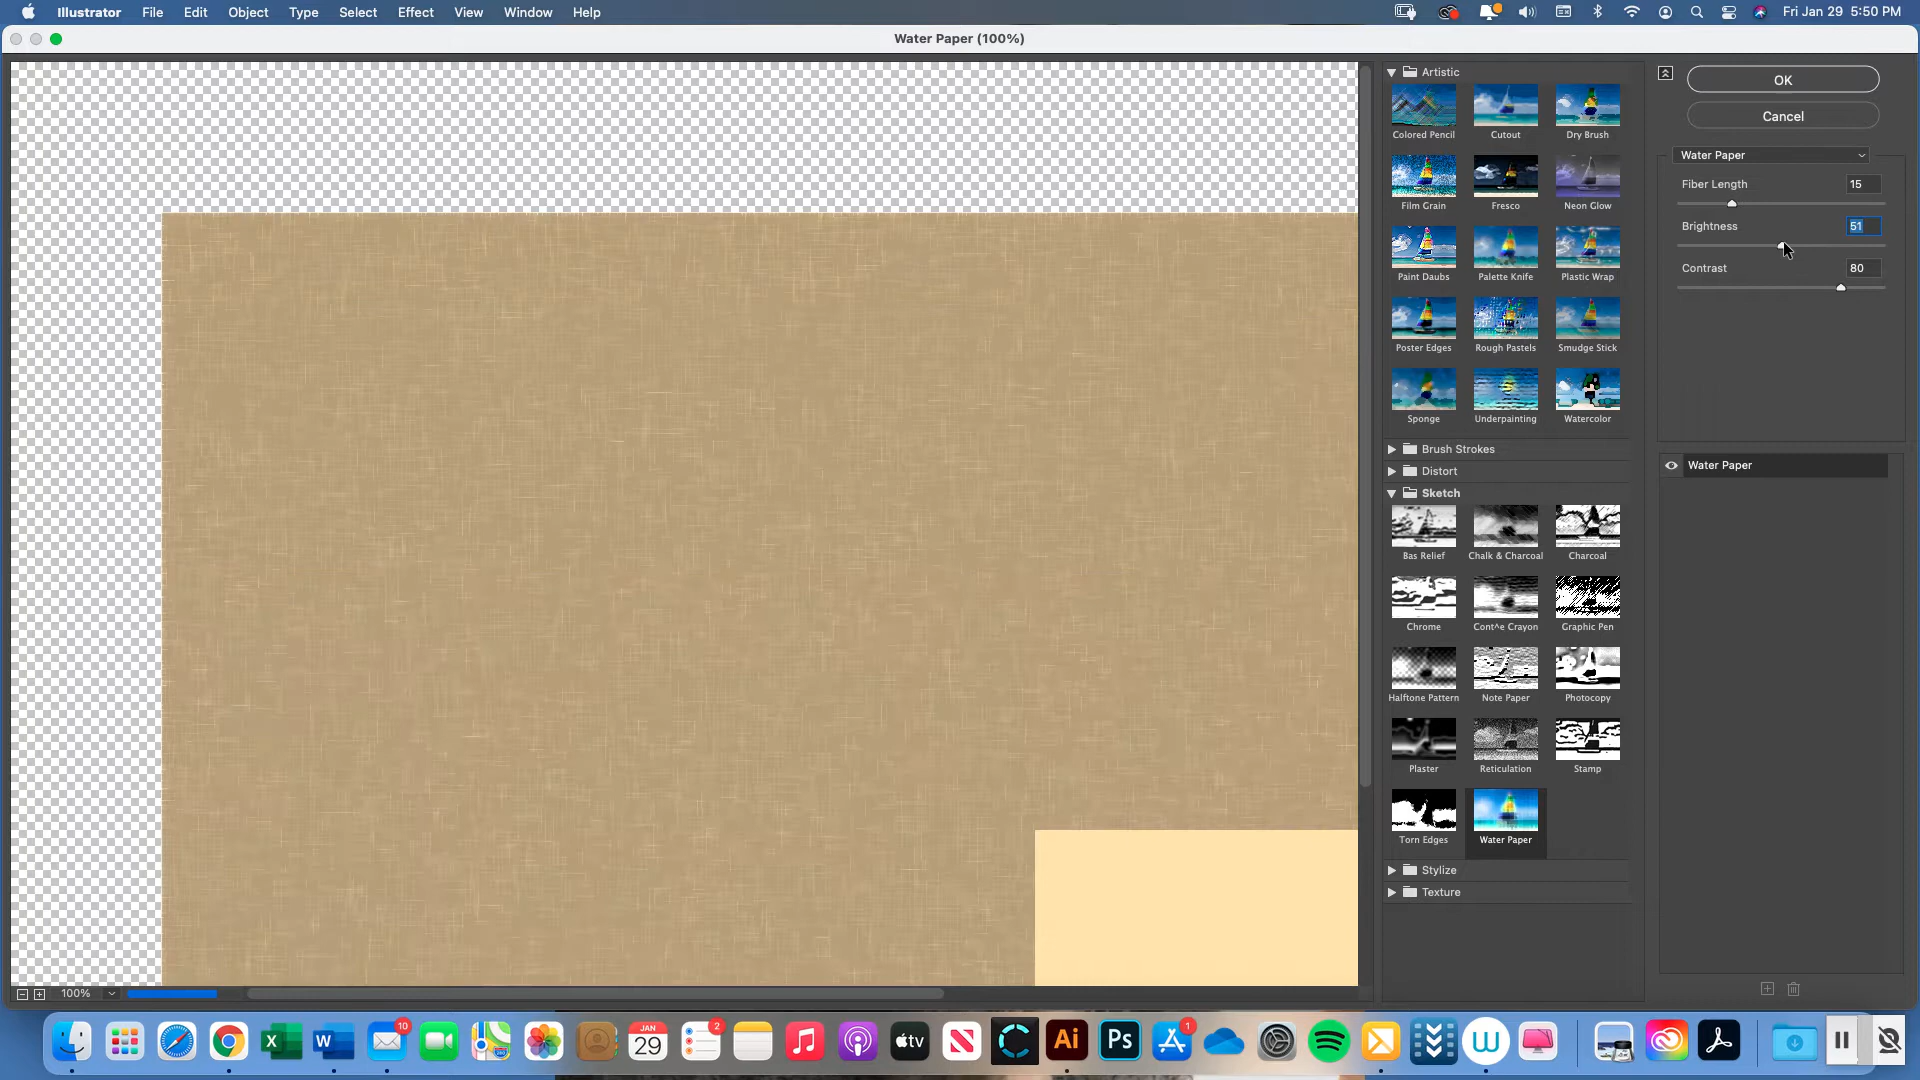 Illustrator File Edit Object Type Select Effect View Window Help Fri Jan 29 5:50 PM
Water Paper (100%)
Artistic
Colored Pencil Cutout Dry Brush
Film Grain Fresco Neon Glow
Paint Daubs Palette Knife Plastic Wrap
Poster Edges Rough Pastels Smudge Stick
Sponge Underpainting Watercolor
Brush Strokes
Distort
Sketch
Bas Relief Chalk & Charcoal Charcoal
Chrome Cont^e Crayon Graphic Pen
Halftone Pattern Note Paper Photocopy
Plaster Reticulation Stamp
Torn Edges Water Paper
Stylize
Texture
OK
Cancel
Water Paper
Fiber Length 15
Brightness 51
Contrast 80
Water Paper
100%
X W 10 JAN 29 2 tv N Ai Ps 1 W